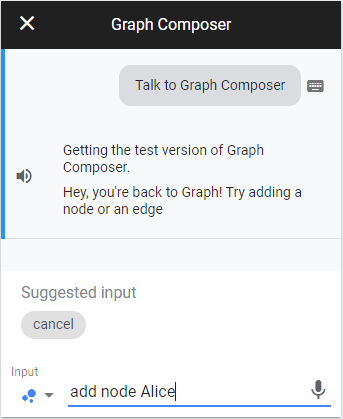 Graph Composer
Talk to Graph Composer
Getting the test version of Graph
Composer.
Hey, you're back to Graph! Try adding a
node or an edge
Suggested input
cancel
Input
add node Alice